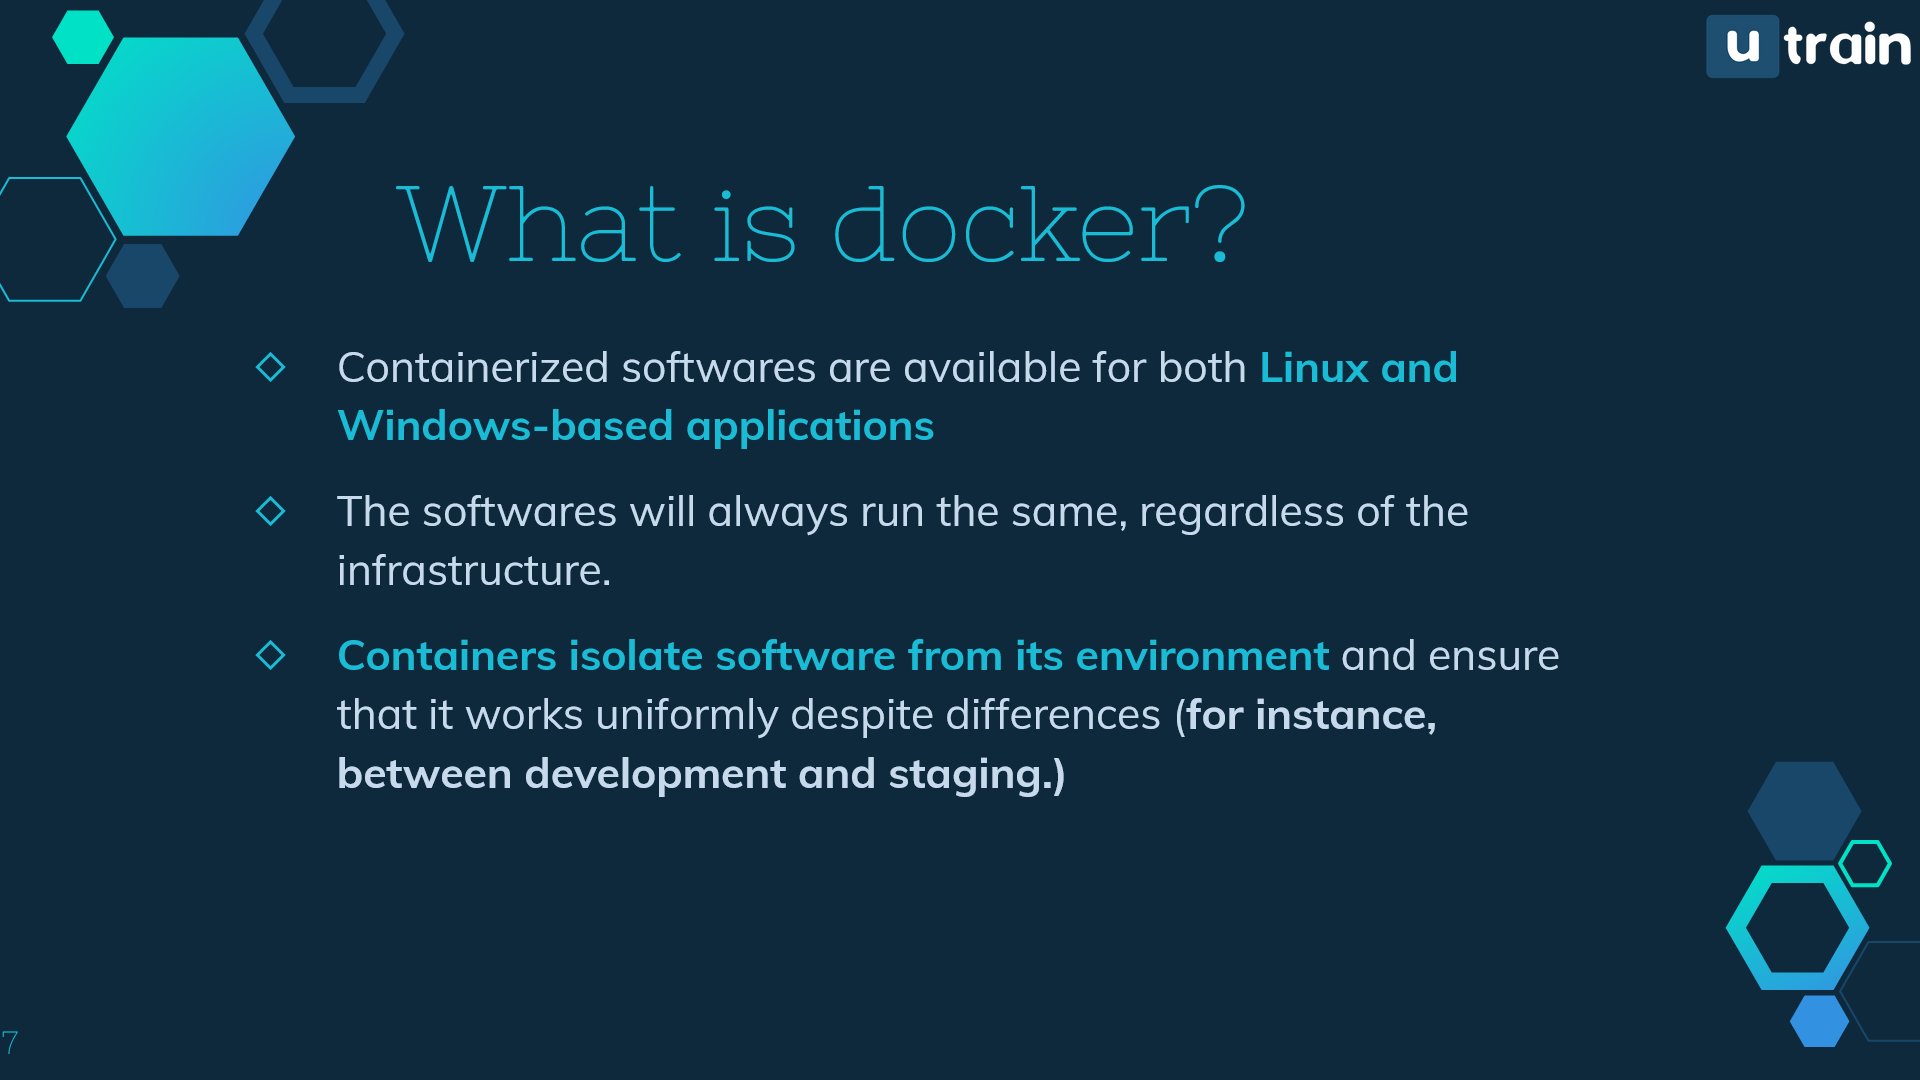 u train
What is docker?
Containerized softwares are available for both Linux and
Windows-based applications
The softwares will always run the same, regardless of the
infrastructure.
Containers isolate software from its environment and ensure
that it works uniformly despite differences (for instance,
between development and staging.)
7